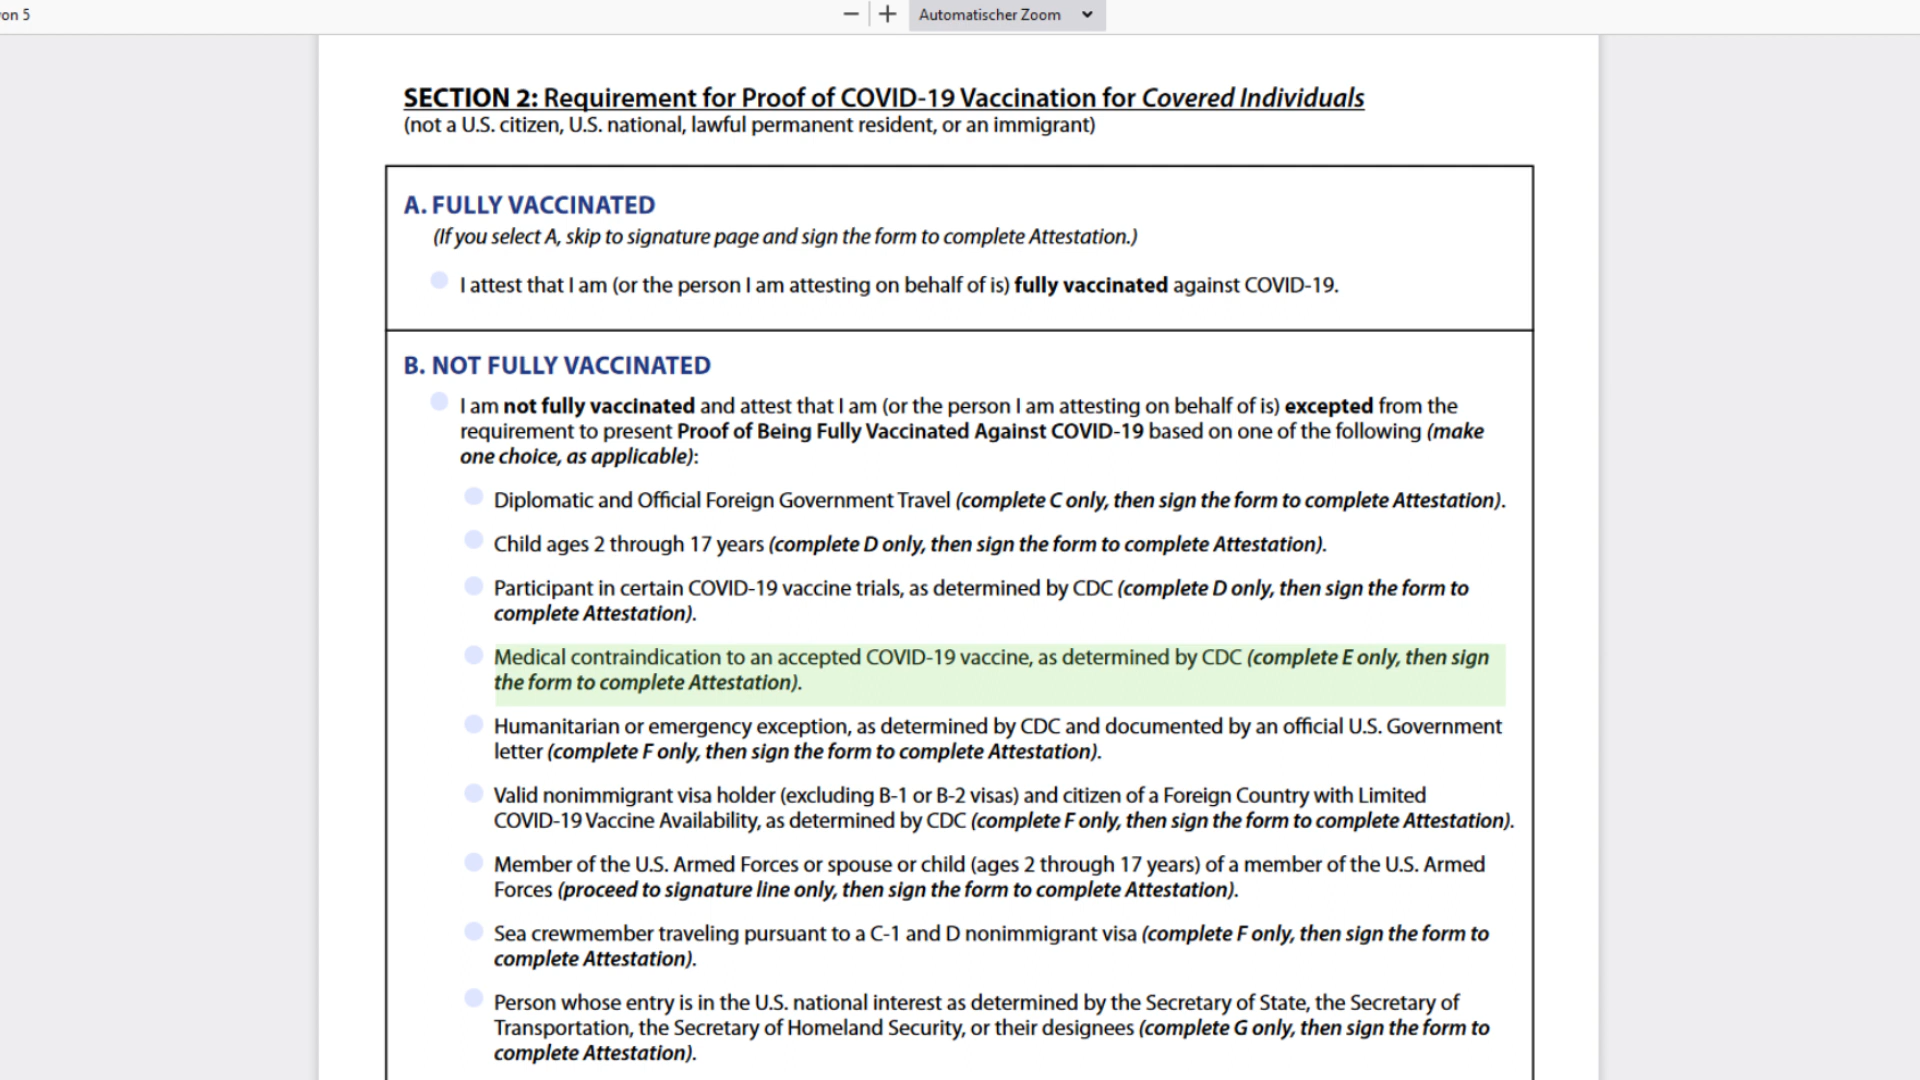 on 5
Automatischer Zoom
SECTION 2: Requirement for Proof of COVID-19 Vaccination for Covered Individuals
(not a U.S. citizen, U.S. national, lawful permanent resident, or an immigrant)
A. FULLY VACCINATED
(If you select A, skip to signature page and sign the form to complete Attestation.)
I attest that I am (or the person I am attesting on behalf of is) fully vaccinated against COVID-19.
B. NOT FULLY VACCINATED
I am not fully vaccinated and attest that I am (or the person I am attesting on behalf of is) excepted from the
requirement to present Proof of Being Fully Vaccinated Against COVID-19 based on one of the following (make
one choice, as applicable):
Diplomatic and Official Foreign Government Travel (complete C only, then sign the form to complete Attestation).
Child ages 2 through 17 years (complete D only, then sign the form to complete Attestation).
Participant in certain COVID-19 vaccine trials, as determined by CDC (complete D only, then sign the form to
complete Attestation).
Medical contraindication to an accepted COVID-19 vaccine, as determined by CDC (complete E only, then sign
the form to complete Attestation).
Humanitarian or emergency exception, as determined by CDC and documented by an official U.S. Government
letter (complete F only, then sign the form to complete Attestation).
Valid nonimmigrant visa holder (excluding B-1 or B-2 visas) and citizen of a Foreign Country with Limited
COVID-19 Vaccine Availability, as determined by CDC (complete F only, then sign the form to complete Attestation).
Member of the U.S. Armed Forces or spouse or child (ages 2 through 17 years) of a member of the U.S. Armed
Forces (proceed to signature line only, then sign the form to complete Attestation).
Sea crewmember traveling pursuant to a C-1 and D nonimmigrant visa (complete F only, then sign the form to
complete Attestation).
Person whose entry is in the U.S. national interest as determined by the Secretary of State, the Secretary of
Transportation, the Secretary of Homeland Security, or their designees (complete G only, then sign the form to
complete Attestation).